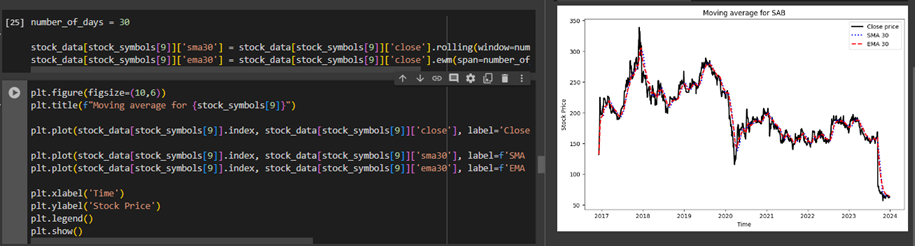 [25] number_of_days = 30
stock_data[stock_symbols[9]]['sma30'] = stock_data[stock_symbols[9]]['close'].rolling(window=num
stock_data[stock_symbols[9]]['ema30'] = stock_data[stock_symbols[9]]['close'].ewm(span=number_of
plt.figure(figsize=(10,6))
plt.title(f"Moving average for {stock_symbols[9]}")
plt.plot(stock_data[stock_symbols[9]].index, stock_data[stock_symbols[9]]['close'], label='Close
plt.plot(stock_data[stock_symbols[9]].index, stock_data[stock_symbols[9]]['sma30'], label=f'SMA
plt.plot(stock_data[stock_symbols[9]].index, stock_data[stock_symbols[9]]['ema30'], label=f'EMA
plt.xlabel('Time')
plt.ylabel('Stock Price')
plt.legend()
plt.show()
Moving average for SAB
Close price
SMA 30
EMA 30
350
300
250
200
150
100
50
Stock Price
2017 2018 2019 2020 2021 2022 2023 2024
Time